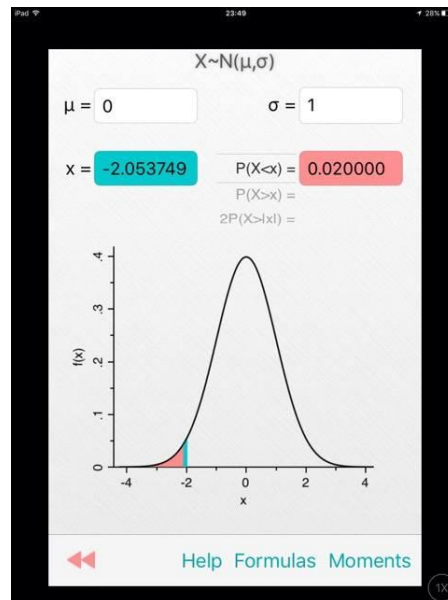 iPad 23:49 28%
X~N(μ,σ)
μ = 0 σ = 1
x = -2.053749 P(X<x) = 0.020000
P(X>x) =
2P(X>|x|) =
.4
.3
.2
.1
0
f(x)
-4 -2 0 2 4
x
Help Formulas Moments
1X